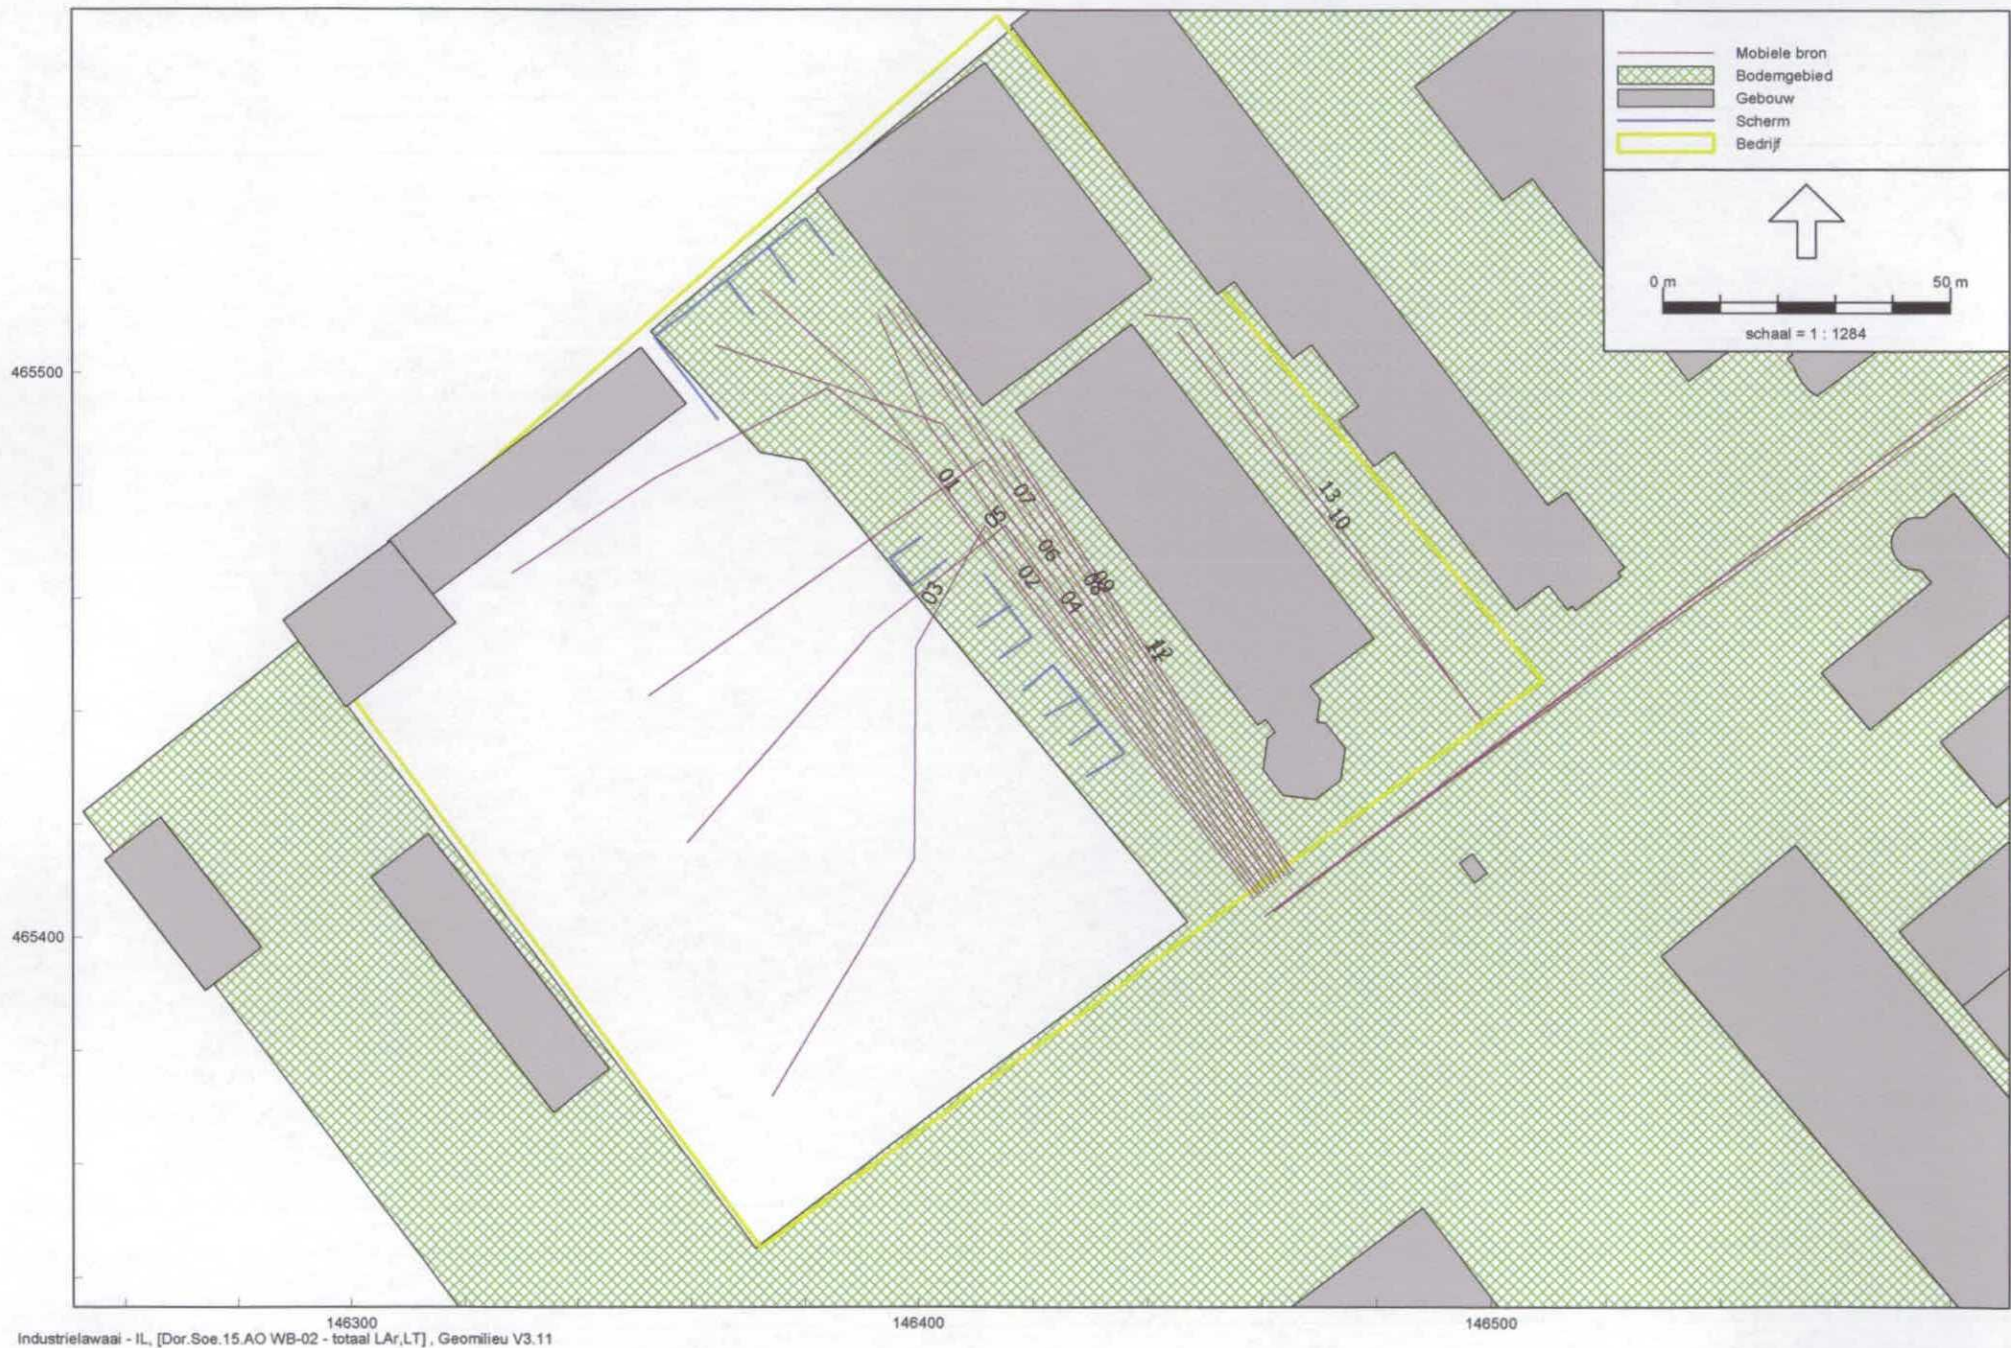 Mobiele bron
Bodemgebied
Gebouw
Scherm
Bedrijf
0 m 50 m
schaal = 1 : 1284
465500
465400
01
07
05
06
02
03
04
08
09
12
13
10
146300 146400 146500
Industrielawaai - IL, [Dor.Soe.15.AO WB-02 - totaal LAr,LT] , Geomilieu V3.11